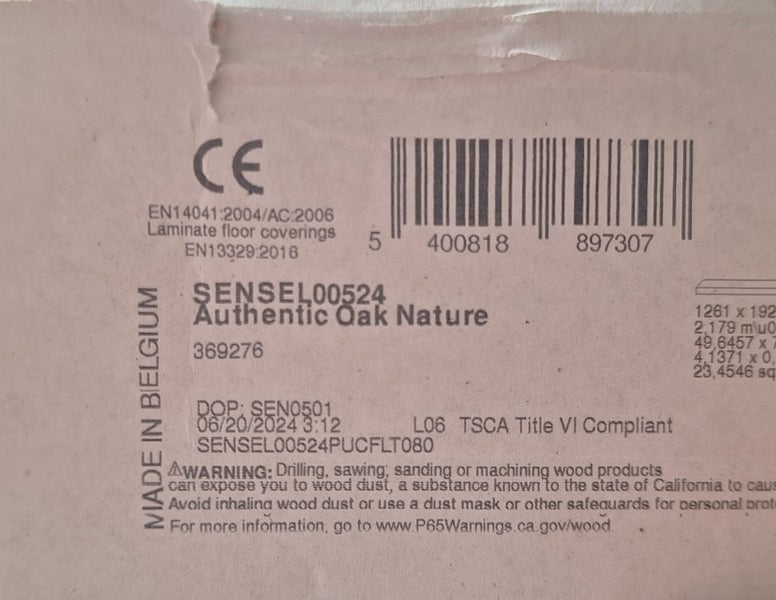 CE
EN14041:2004/AC:2006
Laminate floor coverings
EN13329:2016
5 400818 897307
MADE IN BELGIUM
SENSEL00524
Authentic Oak Nature
369276
1261 x 192
2,179 m\u0
49,6457 x 7
4,1371 x 0,
23,4546 sq
DOP: SEN0501
06/20/2024 3:12 L06 TSCA Title VI Compliant
SENSEL00524PUCFLT080
⚠WARNING: Drilling, sawing, sanding or machining wood products
can expose you to wood dust, a substance known to the state of California to caus
Avoid inhaling wood dust or use a dust mask or other safeguards for personal prot
For more information, go to www.P65Warnings.ca.gov/wood.